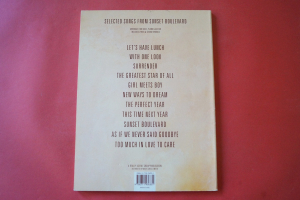 SELECTED SONGS FROM SUNSET BOULEVARD
LET'S HAVE LUNCH
WITH ONE LOOK
SURRENDER
THE GREATEST STAR OF ALL
GIRL MEETS BOY
NEW WAYS TO DREAM
THE PERFECT YEAR
THIS TIME NEXT YEAR
SUNSET BOULEVARD
AS IF WE NEVER SAID GOODBYE
TOO MUCH IN LOVE TO CARE